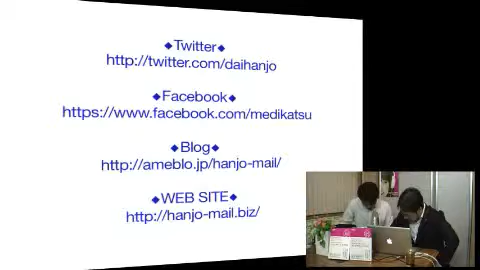 ◆Twitter◆
http://twitter.com/daihanjo
◆Facebook◆
https://www.facebook.com/medikatsu
◆Blog◆
http://ameblo.jp/hanjo-mail/
◆WEB SITE◆
http://hanjo-mail.biz/